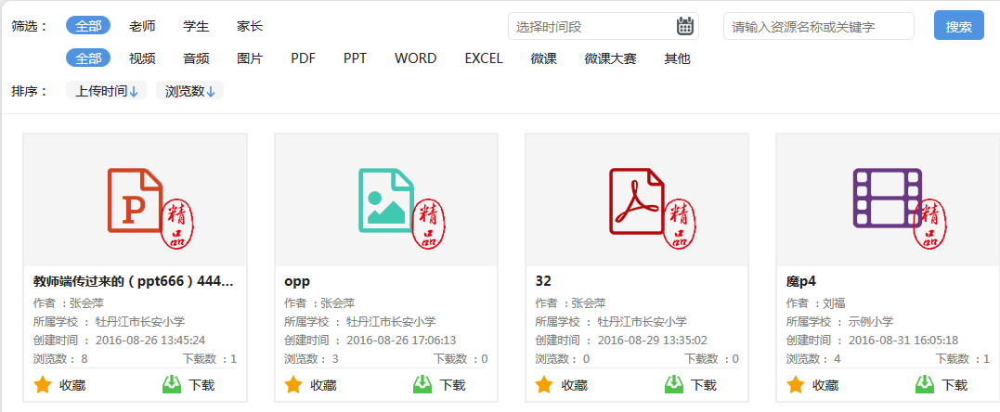 筛选： 全部 老师 学生 家长 选择时间段 请输入资源名称或关键字 搜索
全部 视频 音频 图片 PDF PPT WORD EXCEL 微课 微课大赛 其他
排序： 上传时间↓ 浏览数↓
精品 精品 精品 精品
教师端传过来的（ppt666）444... opp 32 魔p4
作者 ：张会萍 作者 ：张会萍 作者 ：张会萍 作者 ：刘福
所属学校 ： 牡丹江市长安小学 所属学校 ： 牡丹江市长安小学 所属学校 ： 牡丹江市长安小学 所属学校 ： 示例小学
创建时间 ： 2016-08-26 13:45:24 创建时间 ： 2016-08-26 17:06:13 创建时间 ： 2016-08-29 13:35:02 创建时间 ： 2016-08-31 16:05:18
浏览数： 8 下载数 ：1 浏览数： 3 下载数 ：0 浏览数： 0 下载数 ：0 浏览数： 4 下载数 ：1
收藏 下载 收藏 下载 收藏 下载 收藏 下载